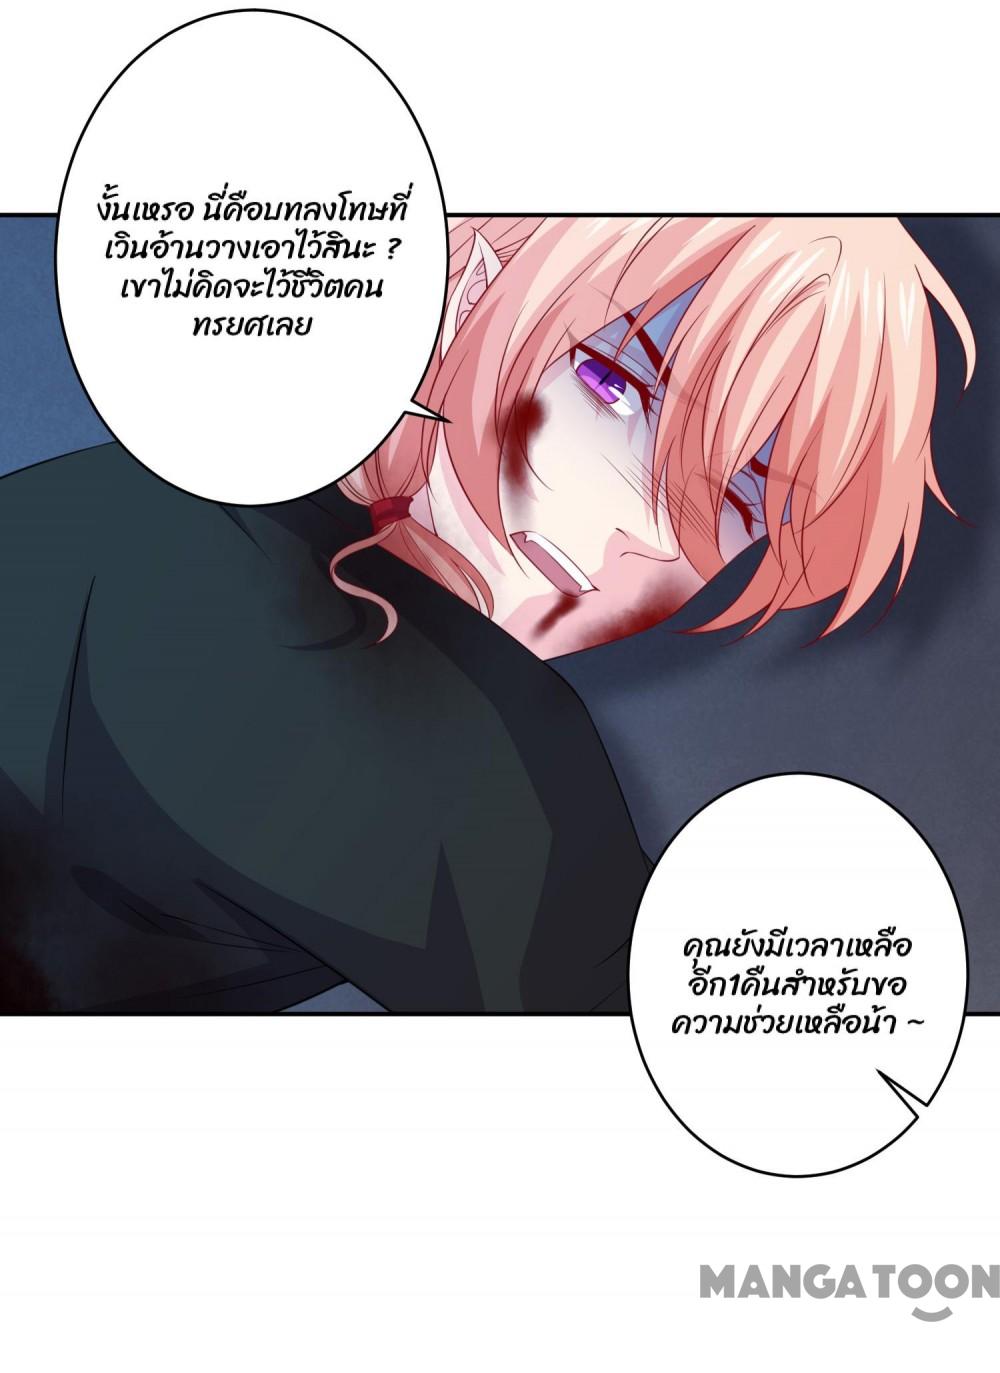 งั้นเหรอ นี่คือบทลงโทษที่
เวินอ้านวางเอาไว้สินะ ?
เขาไม่คิดจะไว้ชีวิตคน
ทรยศเลย
คุณยังมีเวลาเหลือ
อีก1คืนสำหรับขอ
ความช่วยเหลือน้า ~
MANGATOON